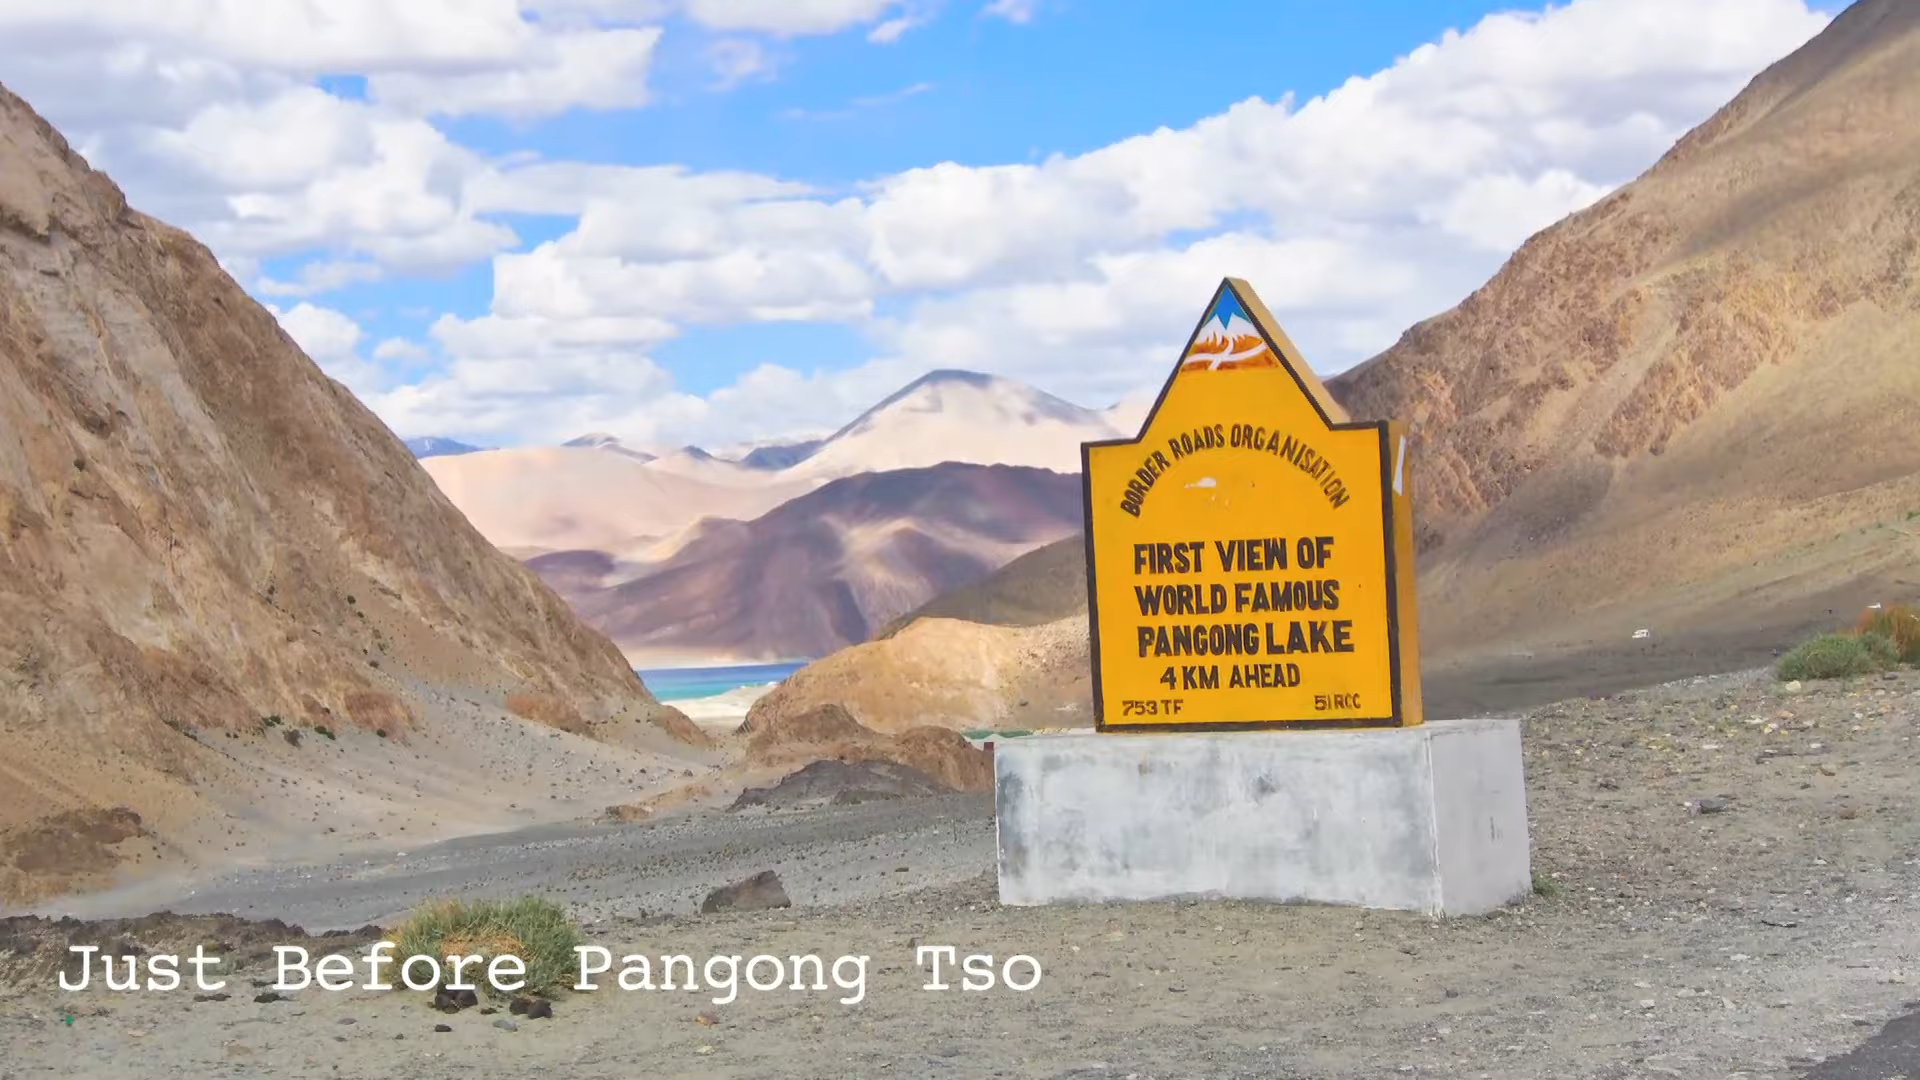 BORDER ROADS ORGANISATION
FIRST VIEW OF
WORLD FAMOUS
PANGONG LAKE
4 KM AHEAD
753 TF 51 RCC
Just Before Pangong Tso